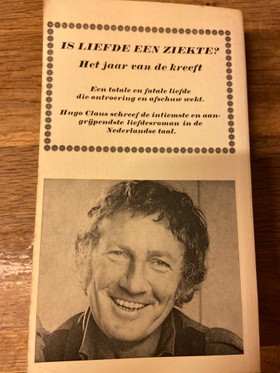 IS LIEFDE EEN ZIEKTE?
Het jaar van de kreeft
Een totale en fatale liefde
die ontroering en afschuw wekt.
Hugo Claus schreef de intiemste en aan-
grijpendste liefdesroman in de
Nederlandse taal.